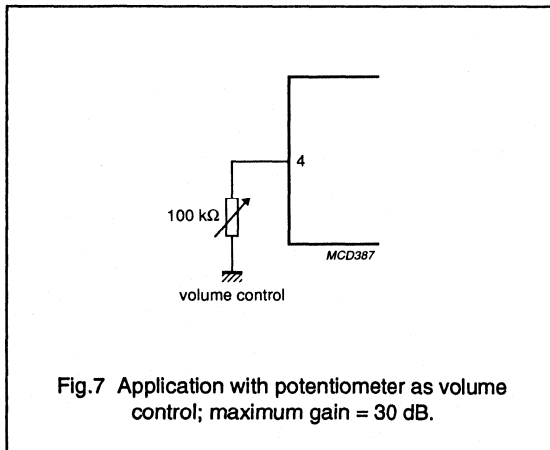 4
100 kΩ
MCD387
volume control
Fig.7 Application with potentiometer as volume
control; maximum gain = 30 dB.